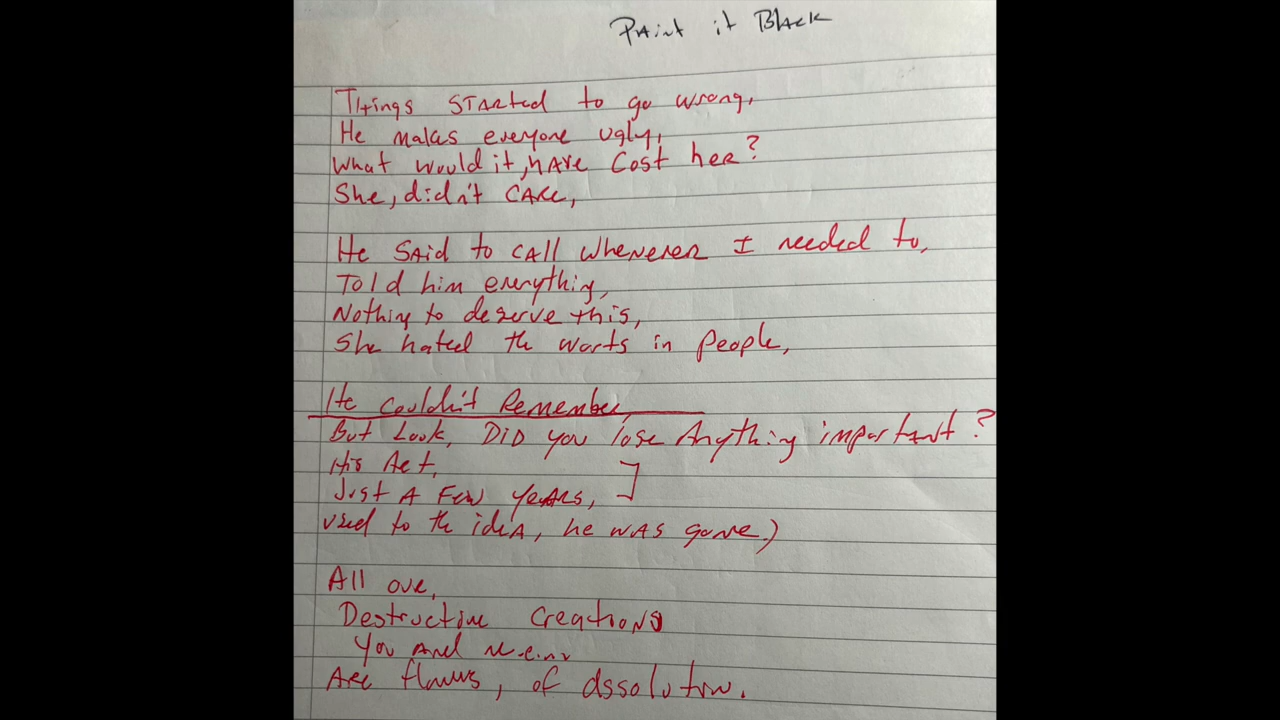 Paint it Black
Things STARted to go wrong,
He makes everyone ugly,
What would it, hAve Cost her?
She, didn't CARe,
He SAid to cAll Whenever I needed to,
Told him everything,
Nothing to deserve this,
She hated the warts in People,
He Couldn't Remember,
But Look, DiD you lose Anything important?
His Act,
Just A Few YeARs,
used to the ideA, he wAs gone.)
All
Destructive CreatioNs
You And
Are flaws, of dssolution.